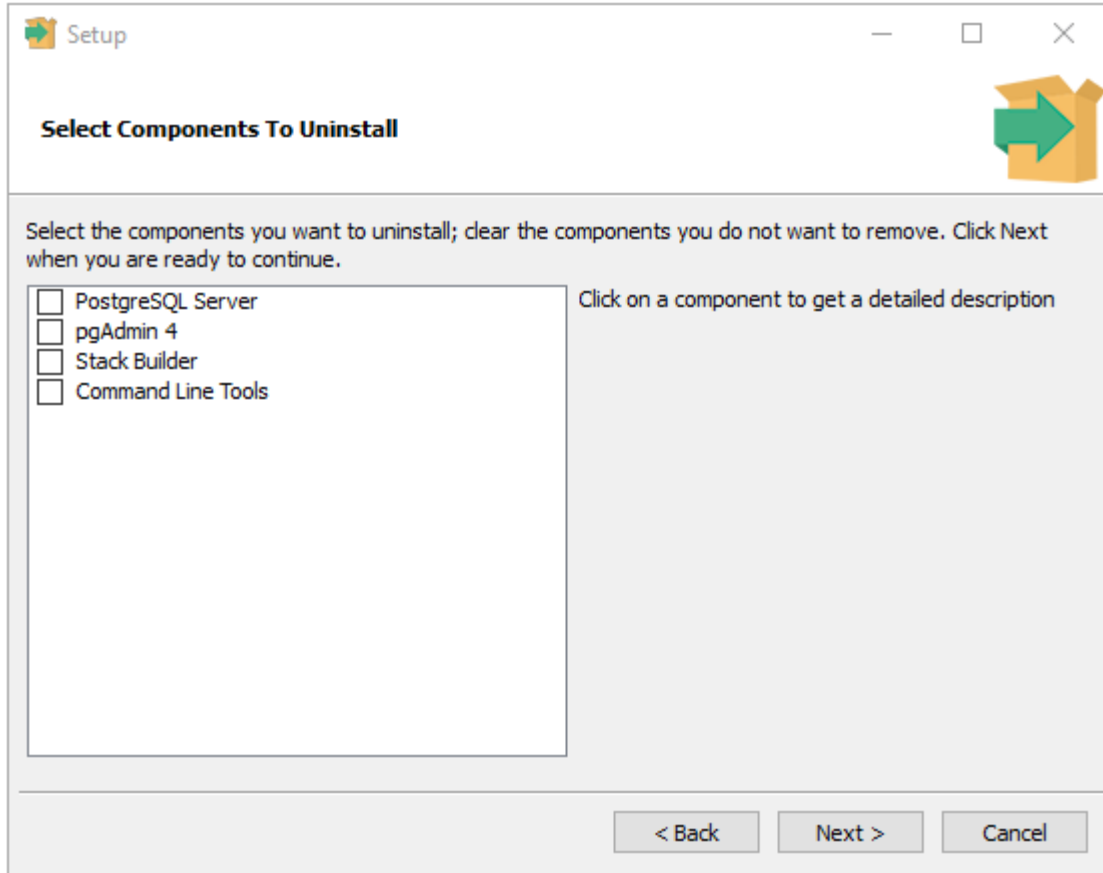 Setup
Select Components To Uninstall
Select the components you want to uninstall; clear the components you do not want to remove. Click Next
when you are ready to continue.
PostgreSQL Server
pgAdmin 4
Stack Builder
Command Line Tools
Click on a component to get a detailed description
< Back
Next >
Cancel